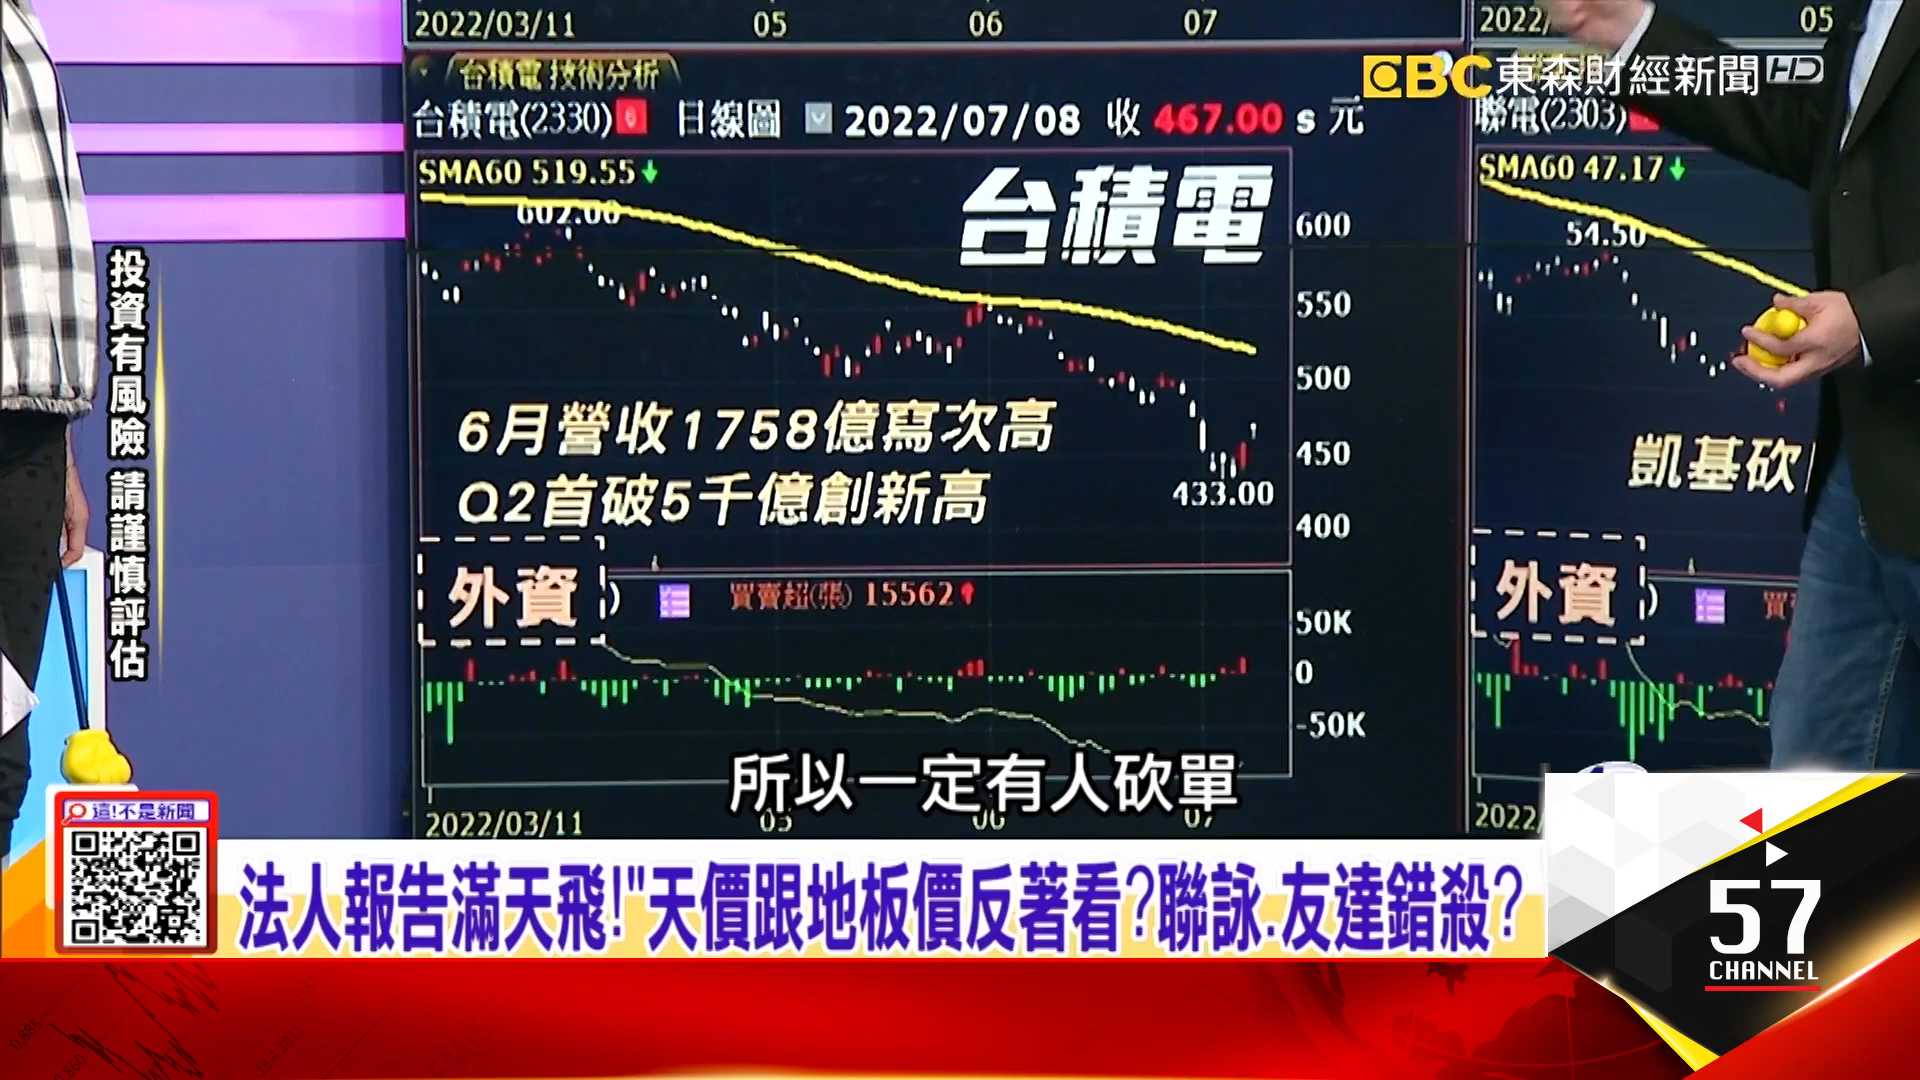 2022/03/11 05 06 07
2022/ 05
台積電 技術分析
EBC 東森財經新聞 HD
台積電(2330) 6 日線圖 2022/07/08 收 467.00 s 元
聯電(2303)
SMA60 519.55
SMA60 47.17
602.00
台積電
54.50
600
550
500
450
400
6月營收1758億寫次高
Q2首破5千億創新高
433.00
凱基砍
外資 ) 買賣超(張) 15562
50K
0
-50K
外資 ) 買
投資有風險 請謹慎評估
2022/03/11 05 06 07
2022/
所以一定有人砍單
這!不是新聞
法人報告滿天飛!"天價跟地板價反著看?聯詠.友達錯殺?
57
CHANNEL